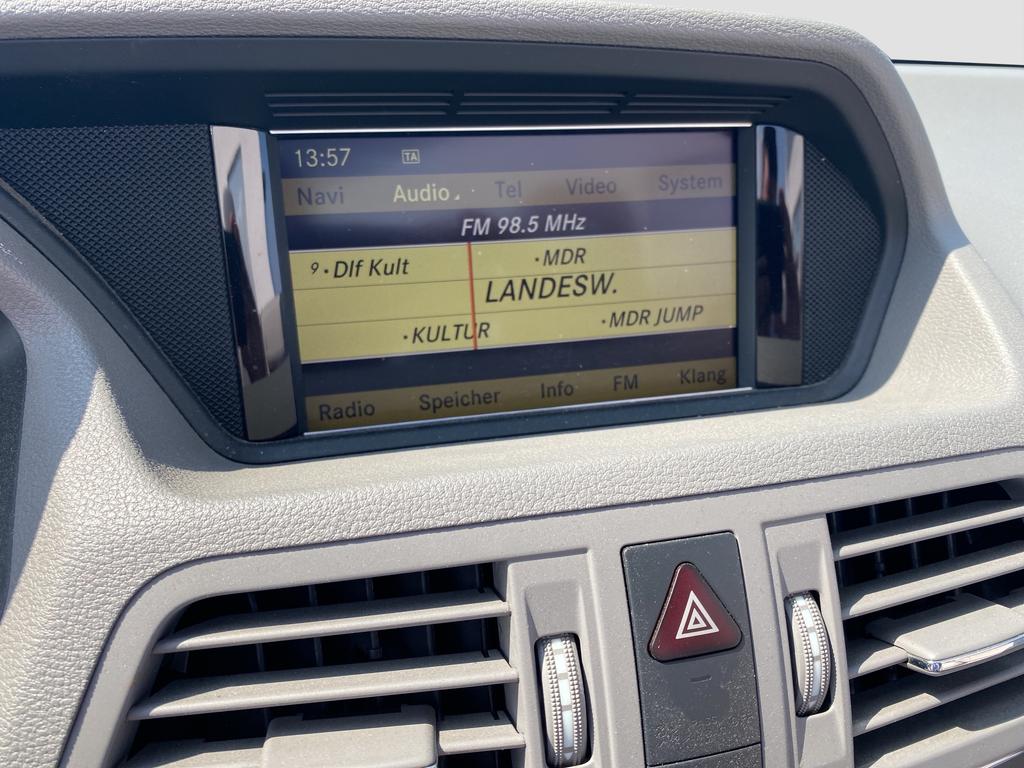 13:57 TA
Navi Audio Tel Video System
FM 98.5 MHz
9·Dlf Kult ·MDR
LANDESW.
·KULTUR ·MDR JUMP
Radio Speicher Info FM Klang